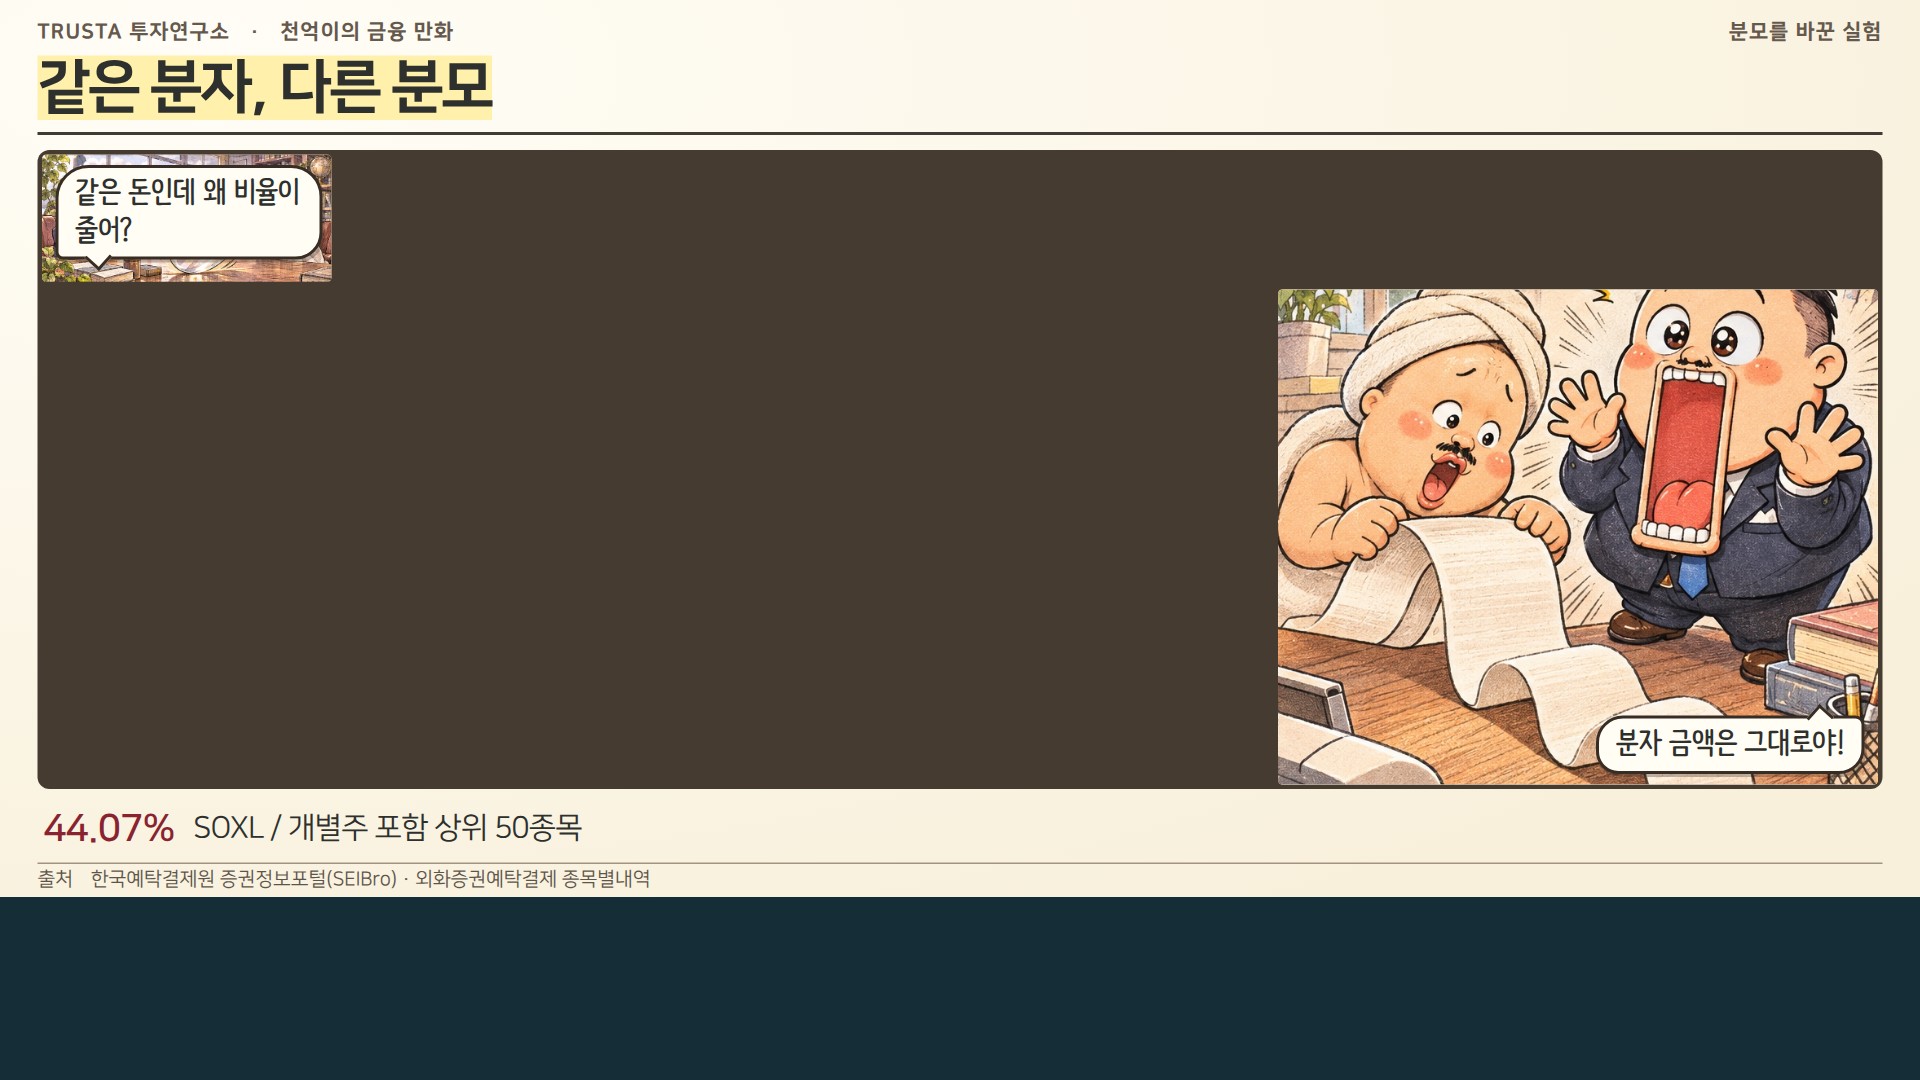 TRUSTA 투자연구소 · 천억이의 금융 만화
분모를 바꾼 실험
같은 분자, 다른 분모
같은 돈인데 왜 비율이
줄어?
분자 금액은 그대로야!
44.07% SOXL / 개별주 포함 상위 50종목
출처 한국예탁결제원 증권정보포털(SEIBro) · 외화증권예탁결제 종목별내역